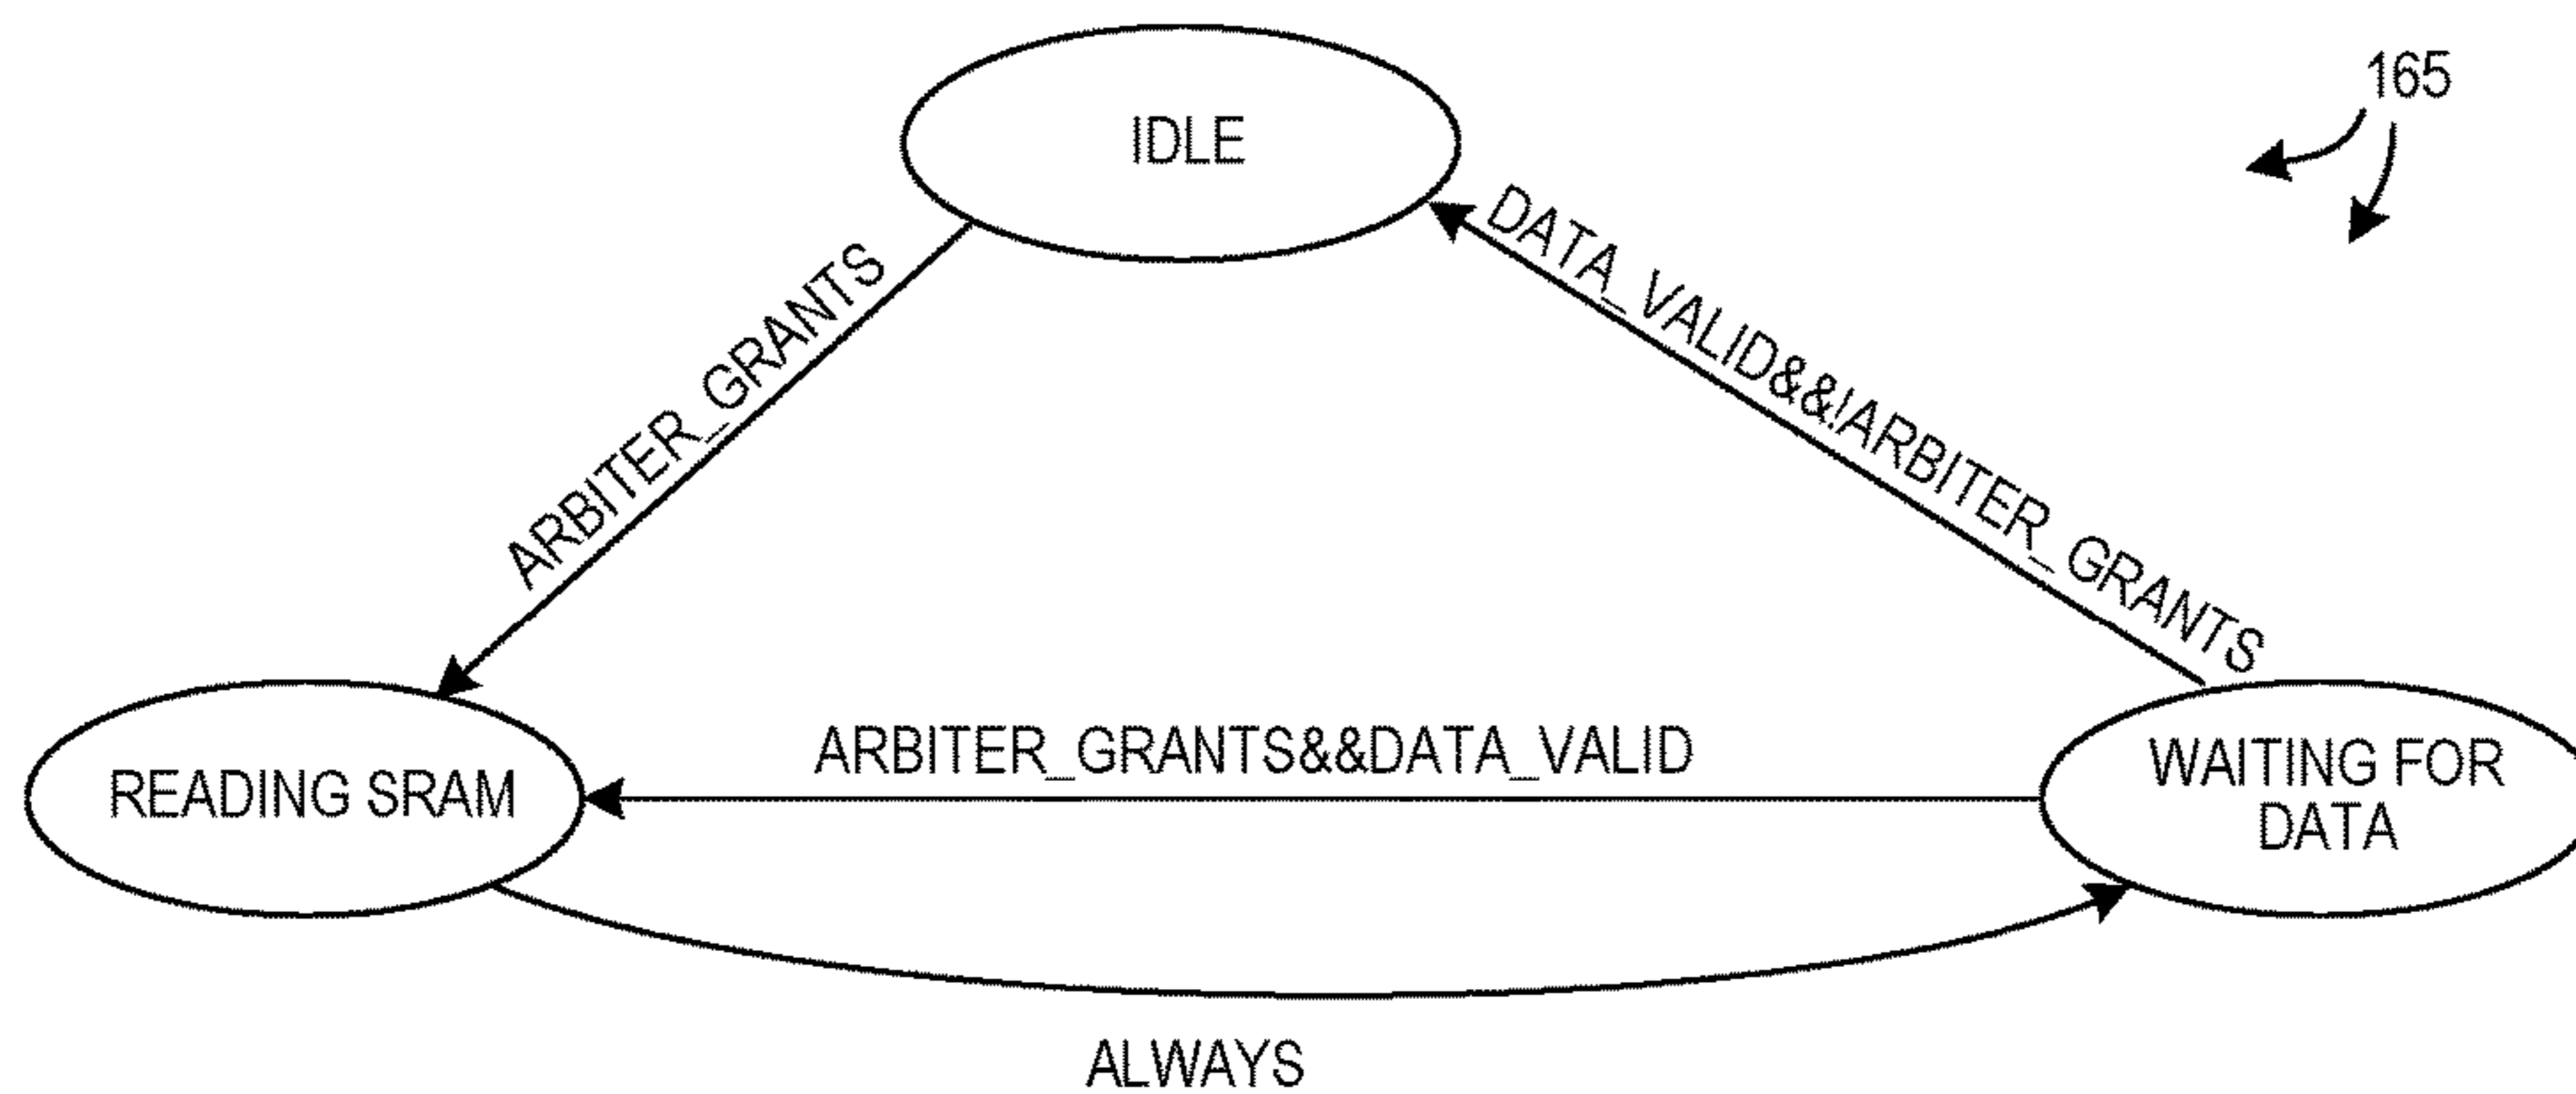 165
IDLE
ARBITER_GRANTS
DATA_VALID&&!ARBITER_GRANTS
ARBITER_GRANTS&&DATA_VALID
READING SRAM
WAITING FOR
DATA
ALWAYS